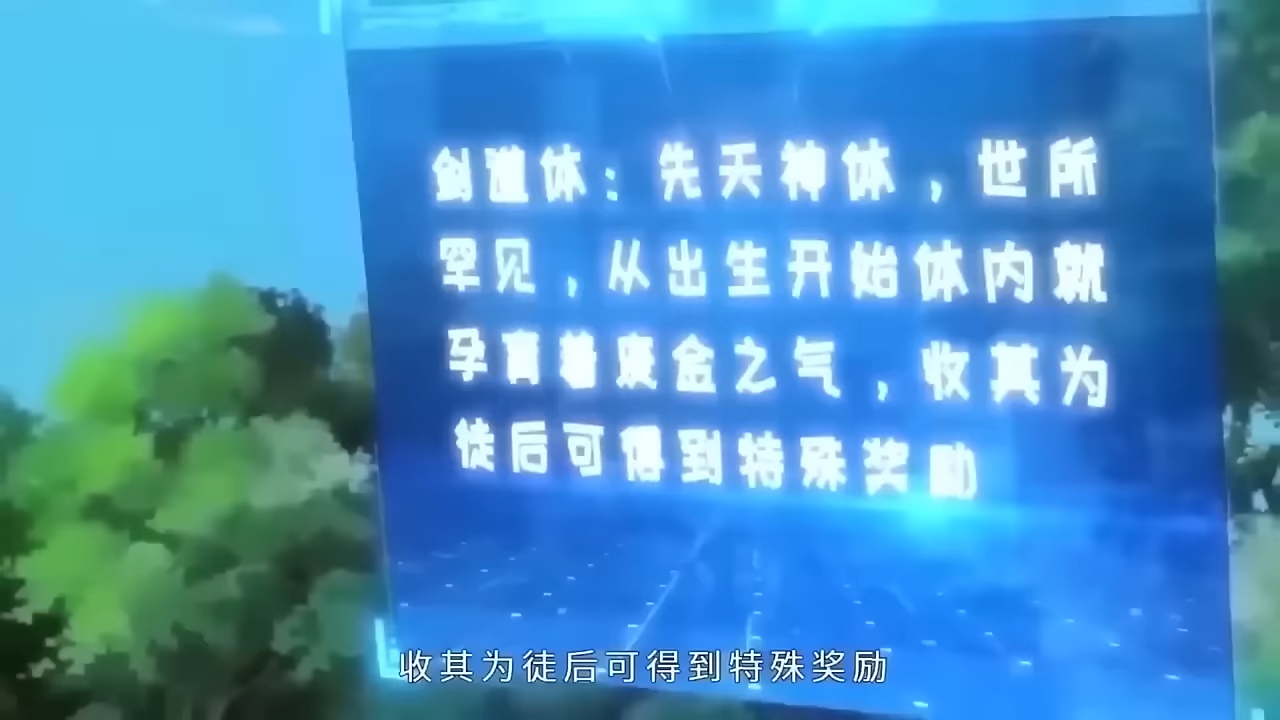 剑道体：先天神体，世所
罕见，从出生开始体内就
孕育着庚金之气，收其为
徒后可得到特殊奖励
收其为徒后可得到特殊奖励